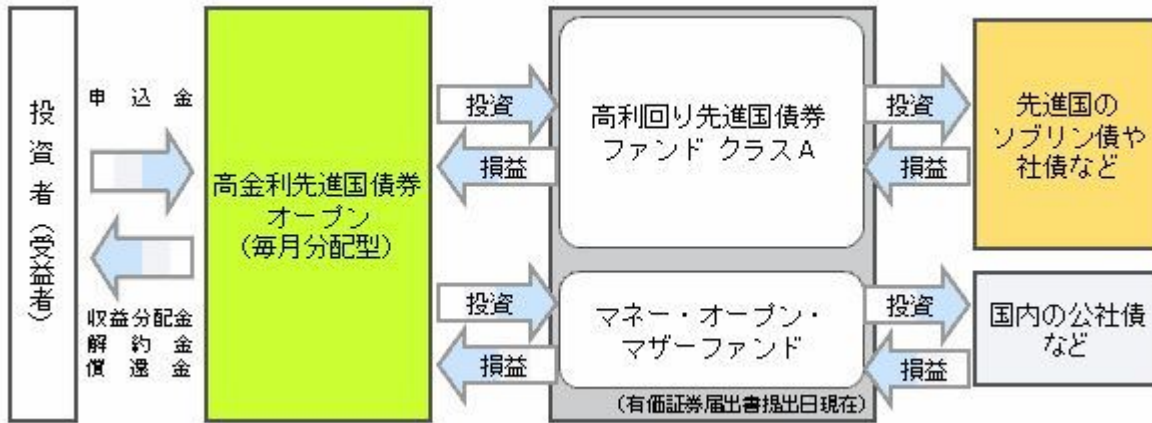 投資者（受益者）
申込金
収益分配金
解約金
償還金
高金利先進国債券
オープン
（毎月分配型）
投資
損益
投資
損益
高利回り先進国債券
ファンド クラスＡ
マネー・オープン・
マザーファンド
（有価証券届出書提出日現在）
投資
損益
投資
損益
先進国の
ソブリン債や
社債など
国内の公社債
など